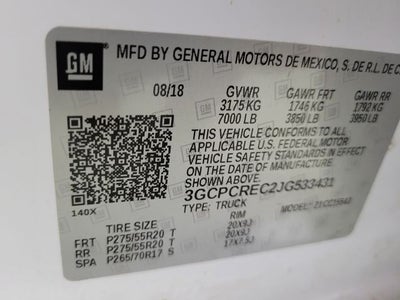 GM
MFD BY GENERAL MOTORS DE MEXICO, S. DE R.L. DE C.
08/18 GVWR GAWR FRT GAWR RR
3175 KG 1746 KG 1792 KG
7000 LB 3850 LB 3950 LB
THIS VEHICLE CONFORMS TO ALL
APPLICABLE U.S. FEDERAL MOTOR
VEHICLE SAFETY STANDARDS IN EFFECT
ON THE DATE OF MANUFACTURE
SHOWN ABOVE.
3GCPCREC2JG533431
140X TYPE: TRUCK MODEL:
TIRE SIZE RIM
FRT P275/55R20 T 20X9J
RR P275/55R20 T 20X9J
SPA P265/70R17 S 17X7.5J